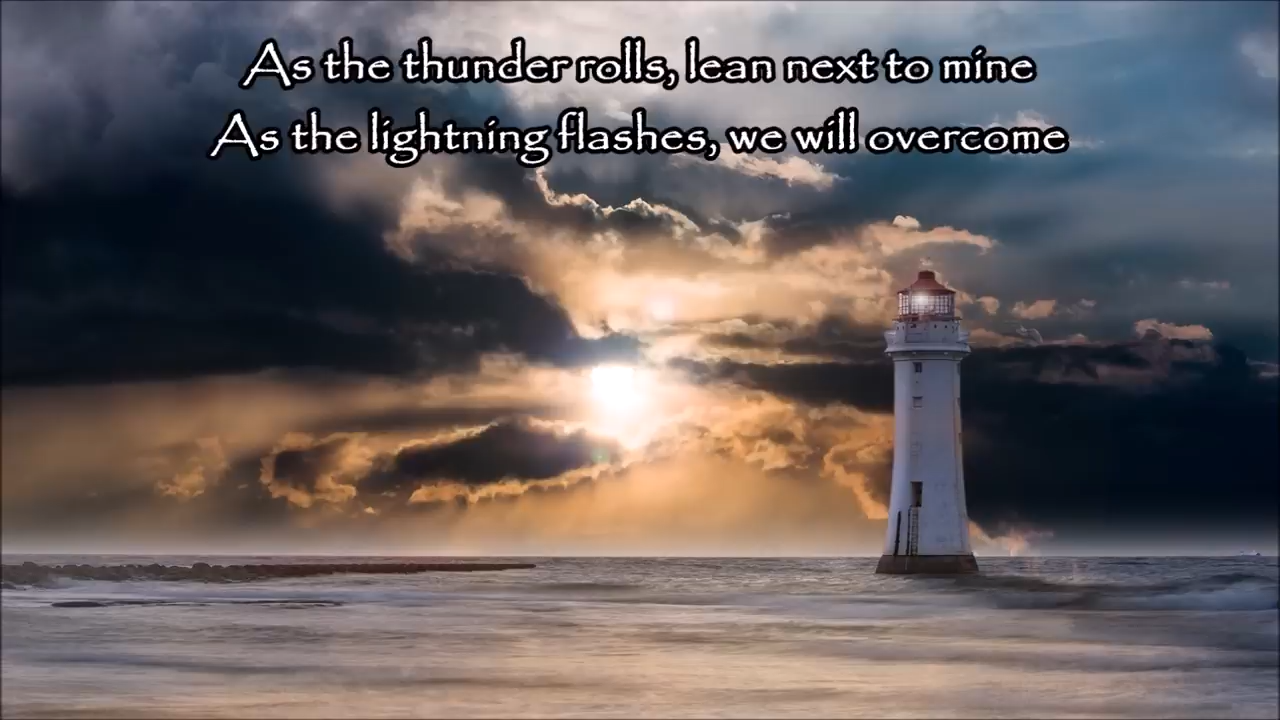 As the thunder rolls, lean next to mine
As the lightning flashes, we will overcome